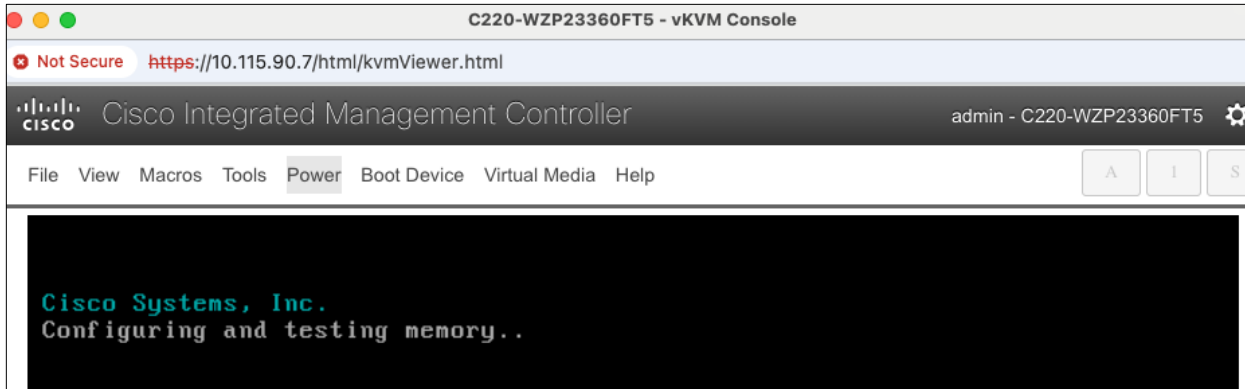 C220-WZP23360FT5 - vKVM Console
Not Secure https://10.115.90.7/html/kvmViewer.html
CISCO Cisco Integrated Management Controller admin - C220-WZP23360FT5
File View Macros Tools Power Boot Device Virtual Media Help A 1 S
Cisco Systems, Inc.
Configuring and testing memory..